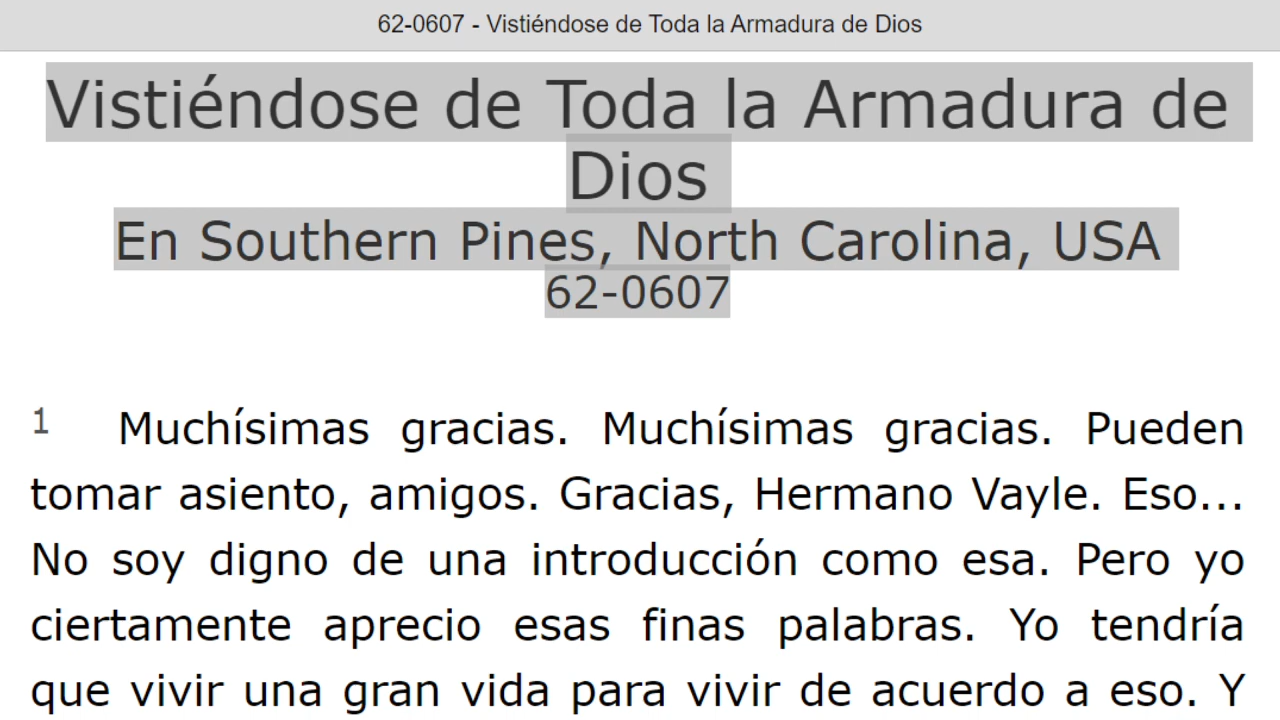 62-0607 - Vistiéndose de Toda la Armadura de Dios
Vistiéndose de Toda la Armadura de
Dios
En Southern Pines, North Carolina, USA
62-0607
1 Muchísimas gracias. Muchísimas gracias. Pueden
tomar asiento, amigos. Gracias, Hermano Vayle. Eso...
No soy digno de una introducción como esa. Pero yo
ciertamente aprecio esas finas palabras. Yo tendría
que vivir una gran vida para vivir de acuerdo a eso. Y